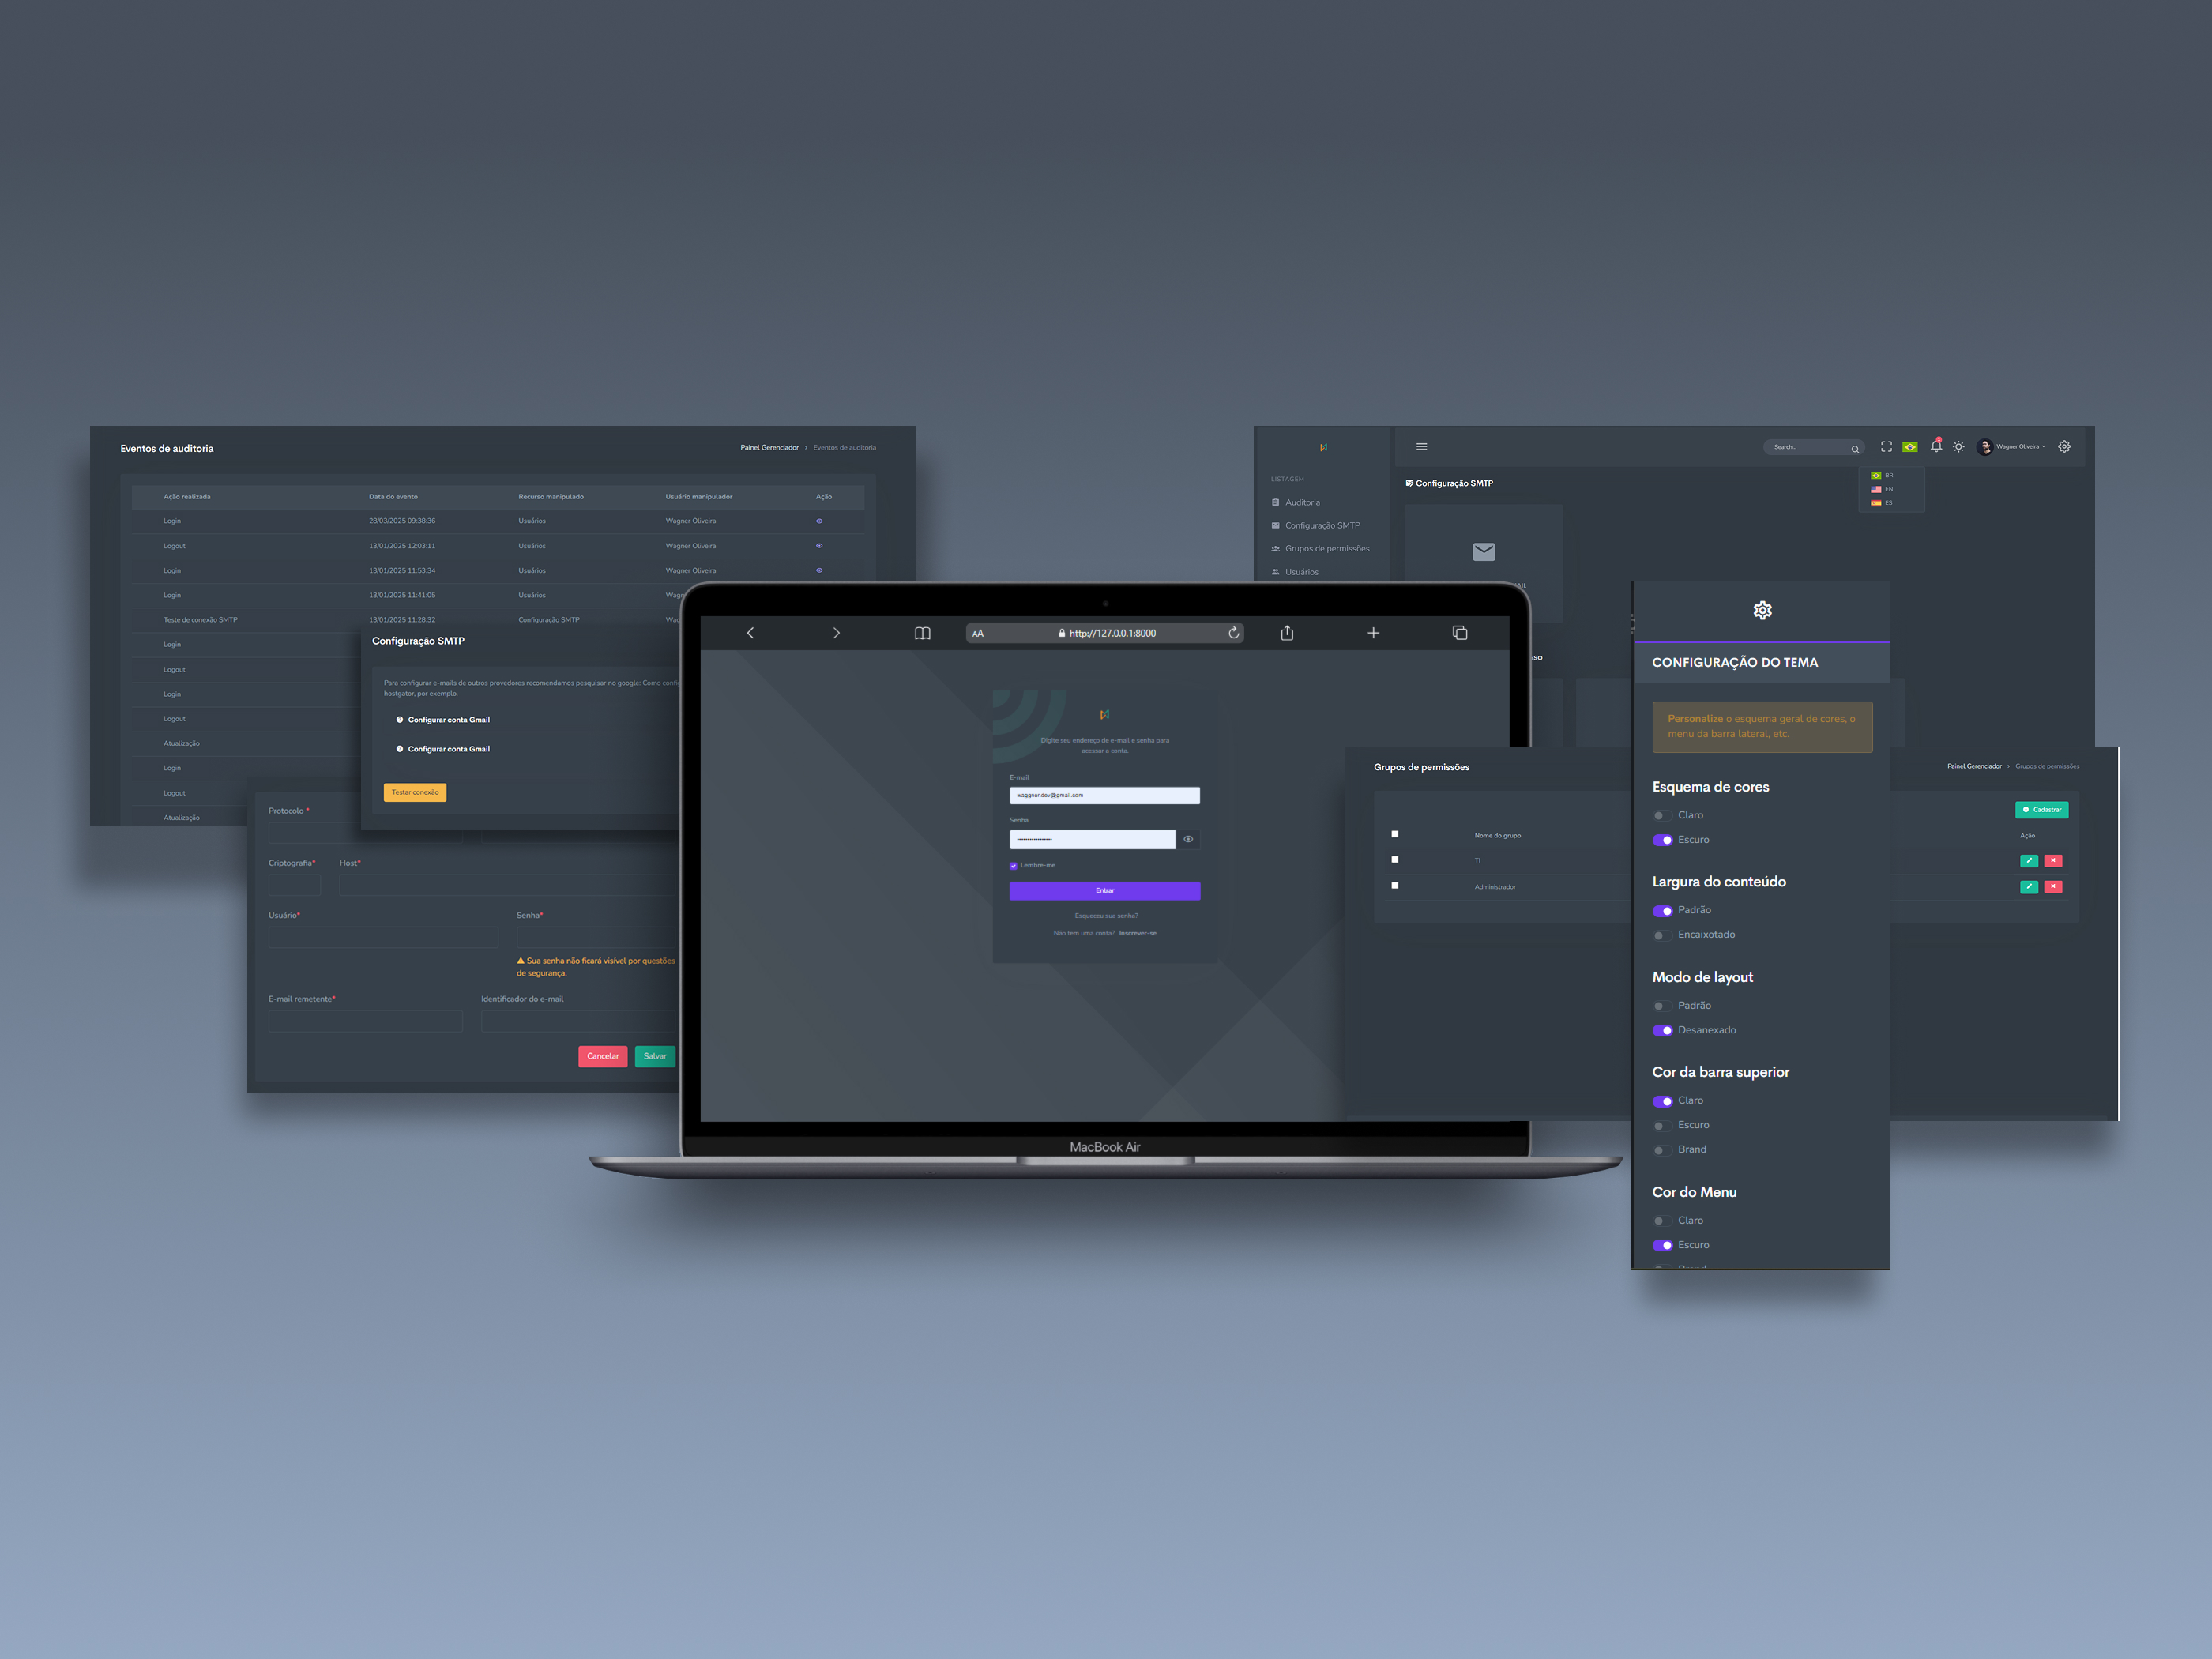 Eventos de auditoria
Painel Gerenciador > Eventos de auditoria
Ação realizada Data do evento Recurso manipulado Usuário manipulador Ação
Login 28/03/2025 09:38:36 Usuários Wagner Oliveira
Logout 13/01/2025 12:03:11 Usuários Wagner Oliveira
Login 13/01/2025 11:53:34 Usuários Wagner Oliveira
Login 13/01/2025 11:41:05 Usuários Wagn
Teste de conexão SMTP 13/01/2025 11:28:32 Configuração SMTP Wag
Login
Logout
Login
Logout
Atualização
Login
Logout
Atualização
Configuração SMTP
Para configurar e-mails de outros provedores recomendamos pesquisar no google: Como config
hostgator, por exemplo.
Configurar conta Gmail
Configurar conta Gmail
Testar conexão
Protocolo *
Criptografia* Host*
Usuário* Senha*
Sua senha não ficará visível por questões
de segurança.
E-mail remetente* Identificador do e-mail
Cancelar Salvar
AA http://127.0.0.1:8000
Digite seu endereço de e-mail e senha para
acessar a conta.
E-mail
waggner.dev@gmail.com
Senha
Lembre-me
Entrar
Esqueceu sua senha?
Não tem uma conta? Inscrever-se
MacBook Air
Search...
1
Wagner Oliveira
BR
EN
ES
LISTAGEM
Auditoria
Configuração SMTP
Grupos de permissões
Usuários
Configuração SMTP
sso
Grupos de permissões
Painel Gerenciador > Grupos de permissões
Cadastrar
Nome do grupo Ação
TI
Administrador
CONFIGURAÇÃO DO TEMA
Personalize o esquema geral de cores, o
menu da barra lateral, etc.
Esquema de cores
Claro
Escuro
Largura do conteúdo
Padrão
Encaixotado
Modo de layout
Padrão
Desanexado
Cor da barra superior
Claro
Escuro
Brand
Cor do Menu
Claro
Escuro